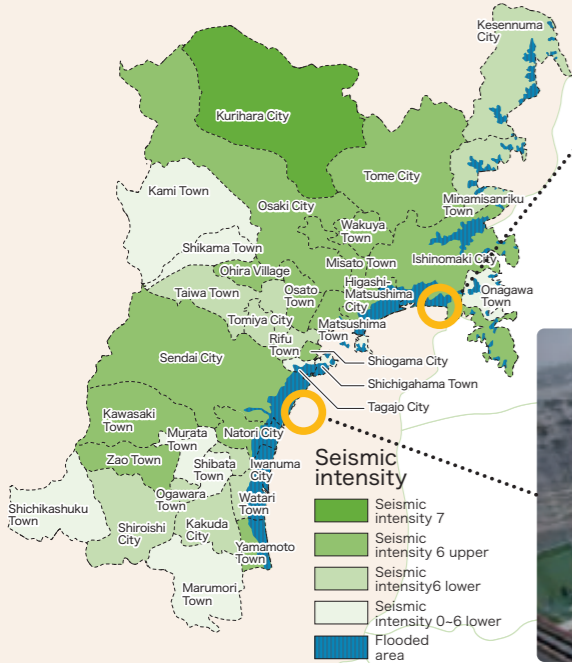 Kesennuma
City
Kurihara City
Tome City
Kami Town
Osaki City
Minamisanriku
Town
Wakuya
Town
Shikama Town
Misato Town
Ishinomaki City
Ohira Village
Higashi-
Matsushima
City
Onagawa
Town
Taiwa Town
Osato
Town
Tomiya City
Matsushima
Town
Rifu
Town
Sendai City
Shiogama City
Shichigahama Town
Tagajo City
Kawasaki
Town
Murata
Town
Natori City
Zao Town
Shibata
Town
Iwanuma
City
Shichikashuku
Town
Ogawara
Town
Watari
Town
Shiroishi
City
Kakuda
City
Yamamoto
Town
Marumori
Town
Seismic
intensity
Seismic
intensity 7
Seismic
intensity 6 upper
Seismic
intensity6 lower
Seismic
intensity 0~6 lower
Flooded
area